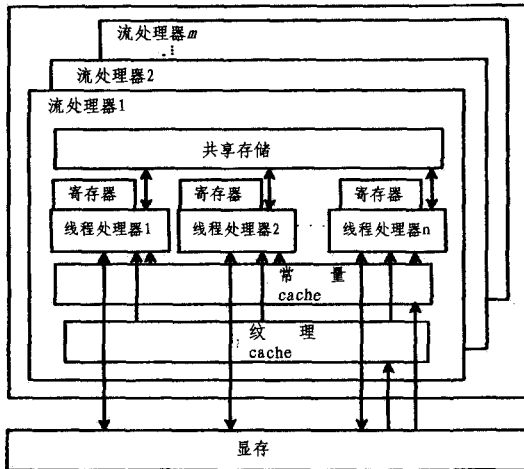 流处理器m
流处理器2
流处理器1
共享存储
寄存器 寄存器 寄存器
线程处理器1 线程处理器2 线程处理器n
常 量
cache
纹 理
cache
显存